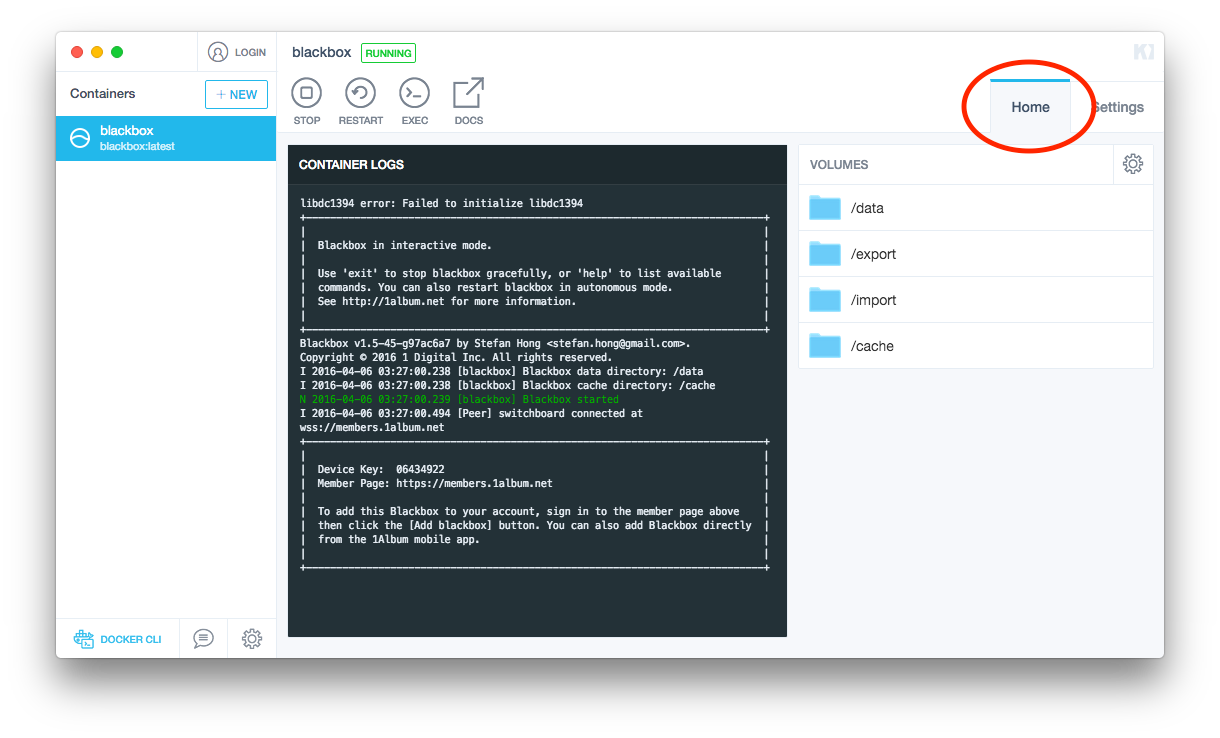 LOGIN
blackbox RUNNING
Containers
+ NEW
blackbox
blackbox:latest
STOP
RESTART
EXEC
DOCS
Home
Settings
CONTAINER LOGS
libdc1394 error: Failed to initialize libdc1394
Blackbox in interactive mode.
Use 'exit' to stop blackbox gracefully, or 'help' to list available
commands. You can also restart blackbox in autonomous mode.
See http://1album.net for more information.
Blackbox v1.5-45-g97ac6a7 by Stefan Hong <stefan.hong@gmail.com>.
Copyright © 2016 1 Digital Inc. All rights reserved.
I 2016-04-06 03:27:00.238 [blackbox] Blackbox data directory: /data
I 2016-04-06 03:27:00.238 [blackbox] Blackbox cache directory: /cache
N 2016-04-06 03:27:00.239 [blackbox] Blackbox started
I 2016-04-06 03:27:00.494 [Peer] switchboard connected at
wss://members.1album.net
Device Key:  06434922
Member Page: https://members.1album.net
To add this Blackbox to your account, sign in to the member page above
then click the [Add blackbox] button. You can also add Blackbox directly
from the 1Album mobile app.
VOLUMES
/data
/export
/import
/cache
DOCKER CLI